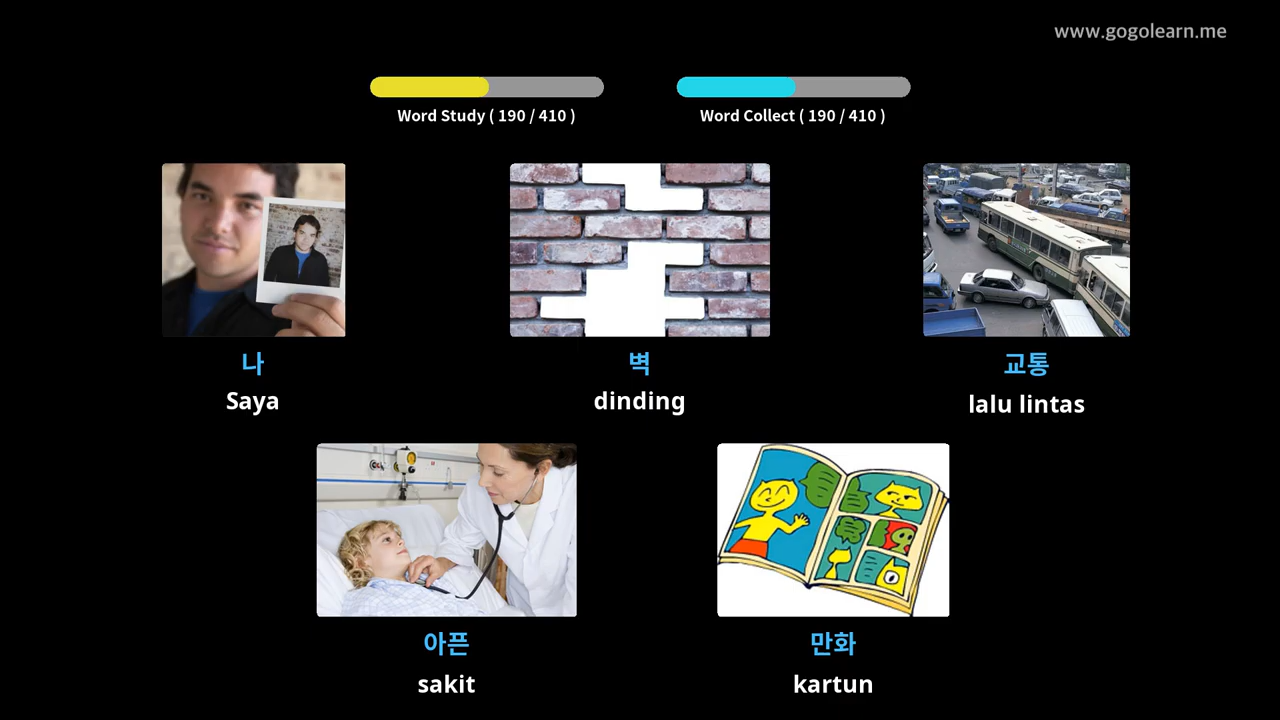 www.gogolearn.me
Word Study ( 190 / 410 )
Word Collect ( 190 / 410 )
나
Saya
벽
dinding
교통
lalu lintas
아픈
sakit
만화
kartun